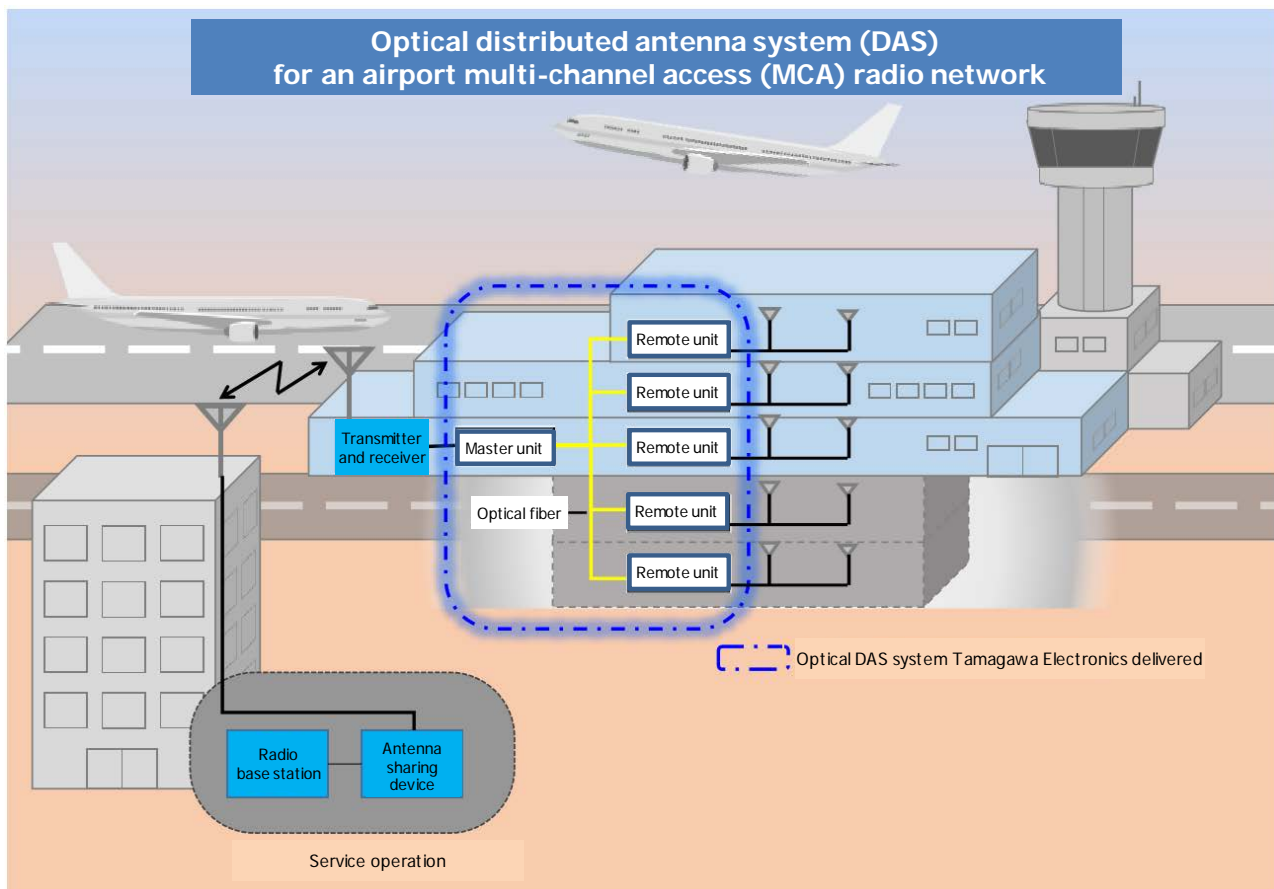 Optical distributed antenna system (DAS)
for an airport multi-channel access (MCA) radio network
Remote unit
Remote unit
Transmitter
and receiver
Master unit
Remote unit
Optical fiber
Remote unit
Remote unit
Optical DAS system Tamagawa Electronics delivered
Radio
base station
Antenna
sharing
device
Service operation